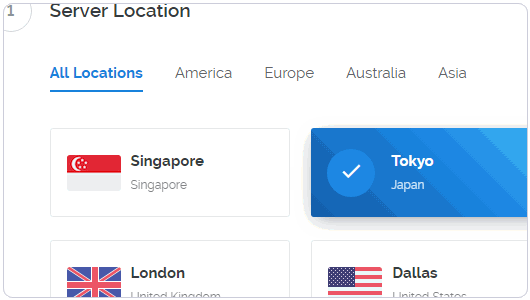 1
Server Location
All Locations America Europe Australia Asia
Singapore
Singapore
Tokyo
Japan
London
United Kingdom
Dallas
United States